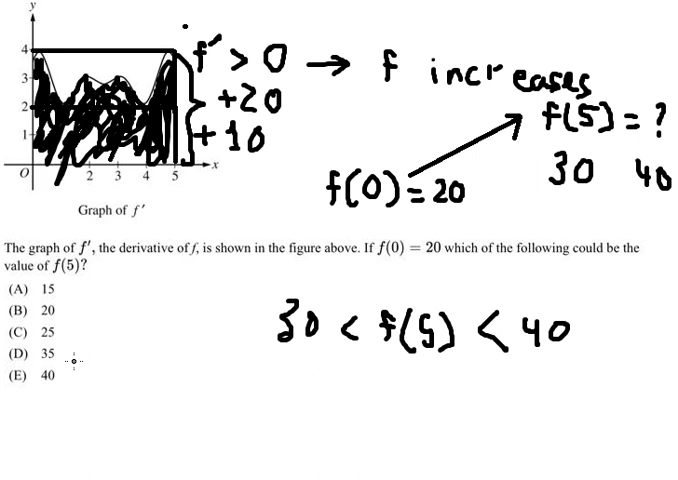 y
4
3
2
1
O
2 3 4 5
x
Graph of f′
f′ > 0 → f increases
+20
+10
f(0) = 20
f(5) = ?
30 40
The graph of f′, the derivative of f, is shown in the figure above. If f(0) = 20 which of the following could be the
value of f(5)?
(A) 15
(B) 20
(C) 25
(D) 35
(E) 40
30 < f(5) < 40